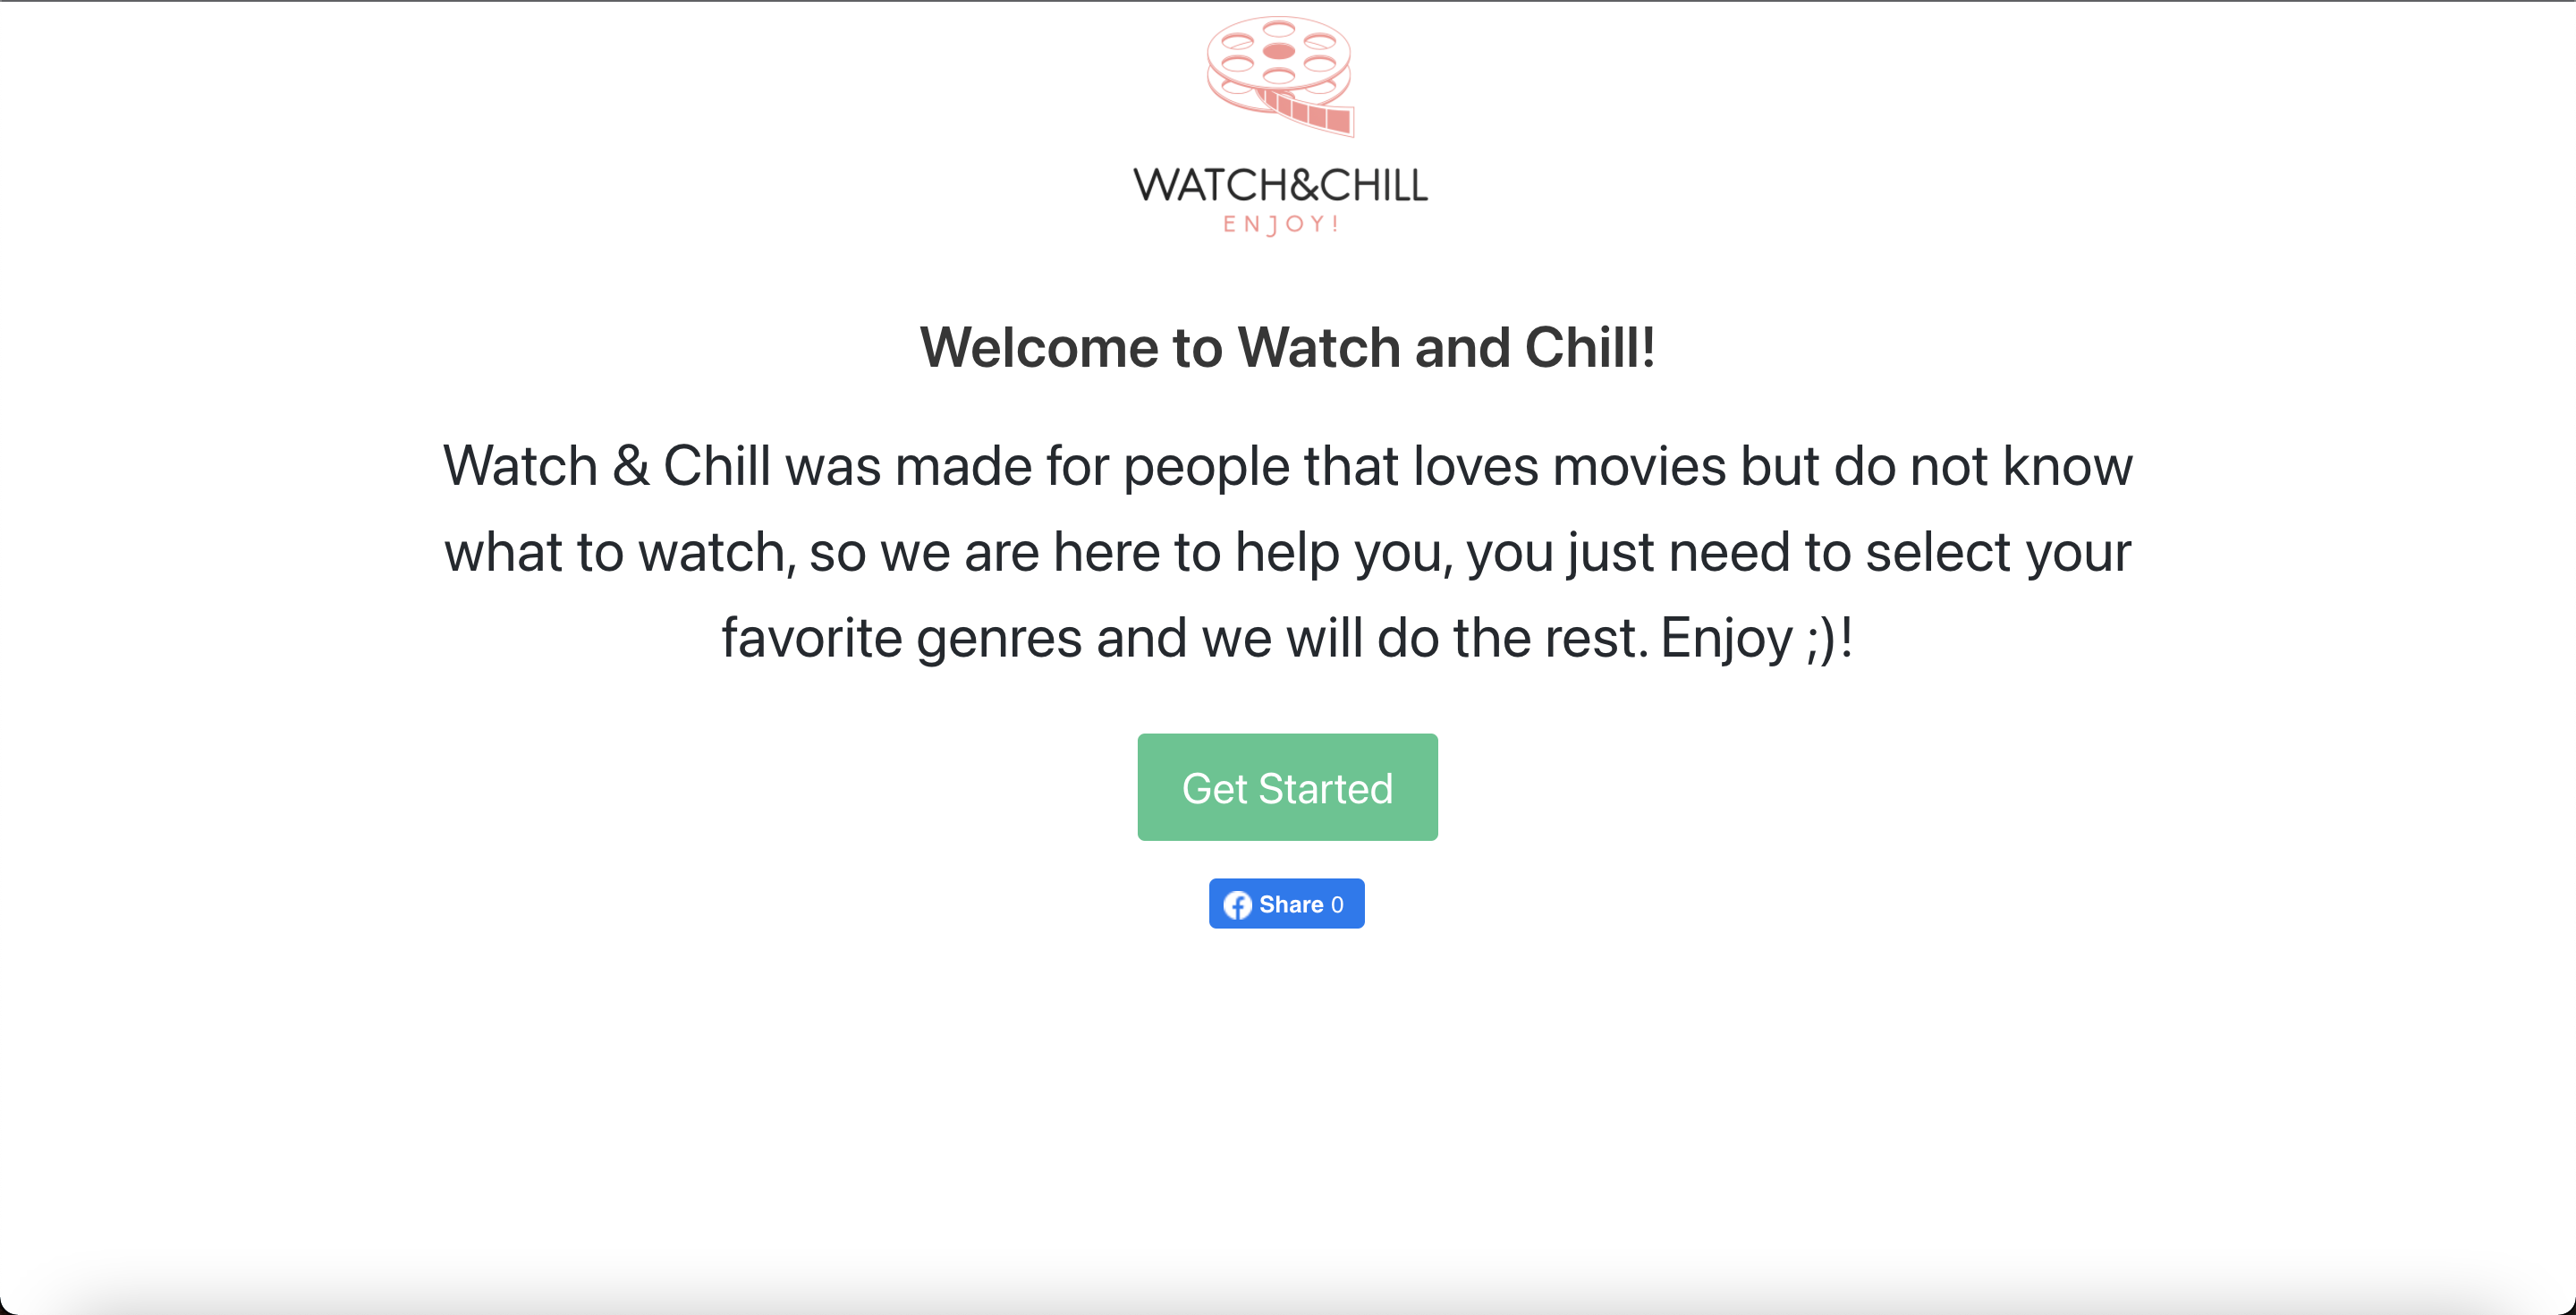 WATCH&CHILL
ENJOY!
Welcome to Watch and Chill!
Watch & Chill was made for people that loves movies but do not know
what to watch, so we are here to help you, you just need to select your
favorite genres and we will do the rest. Enjoy ;)!
Get Started
Share 0